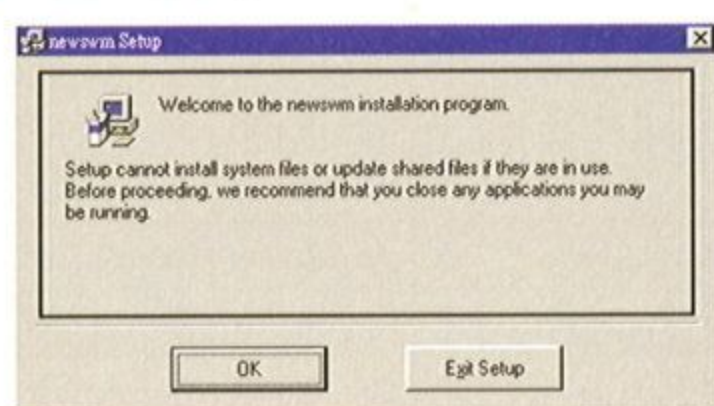 newswm Setup
Welcome to the newswm installation program.
Setup cannot install system files or update shared files if they are in use.
Before proceeding, we recommend that you close any applications you may
be running.
OK
Exit Setup